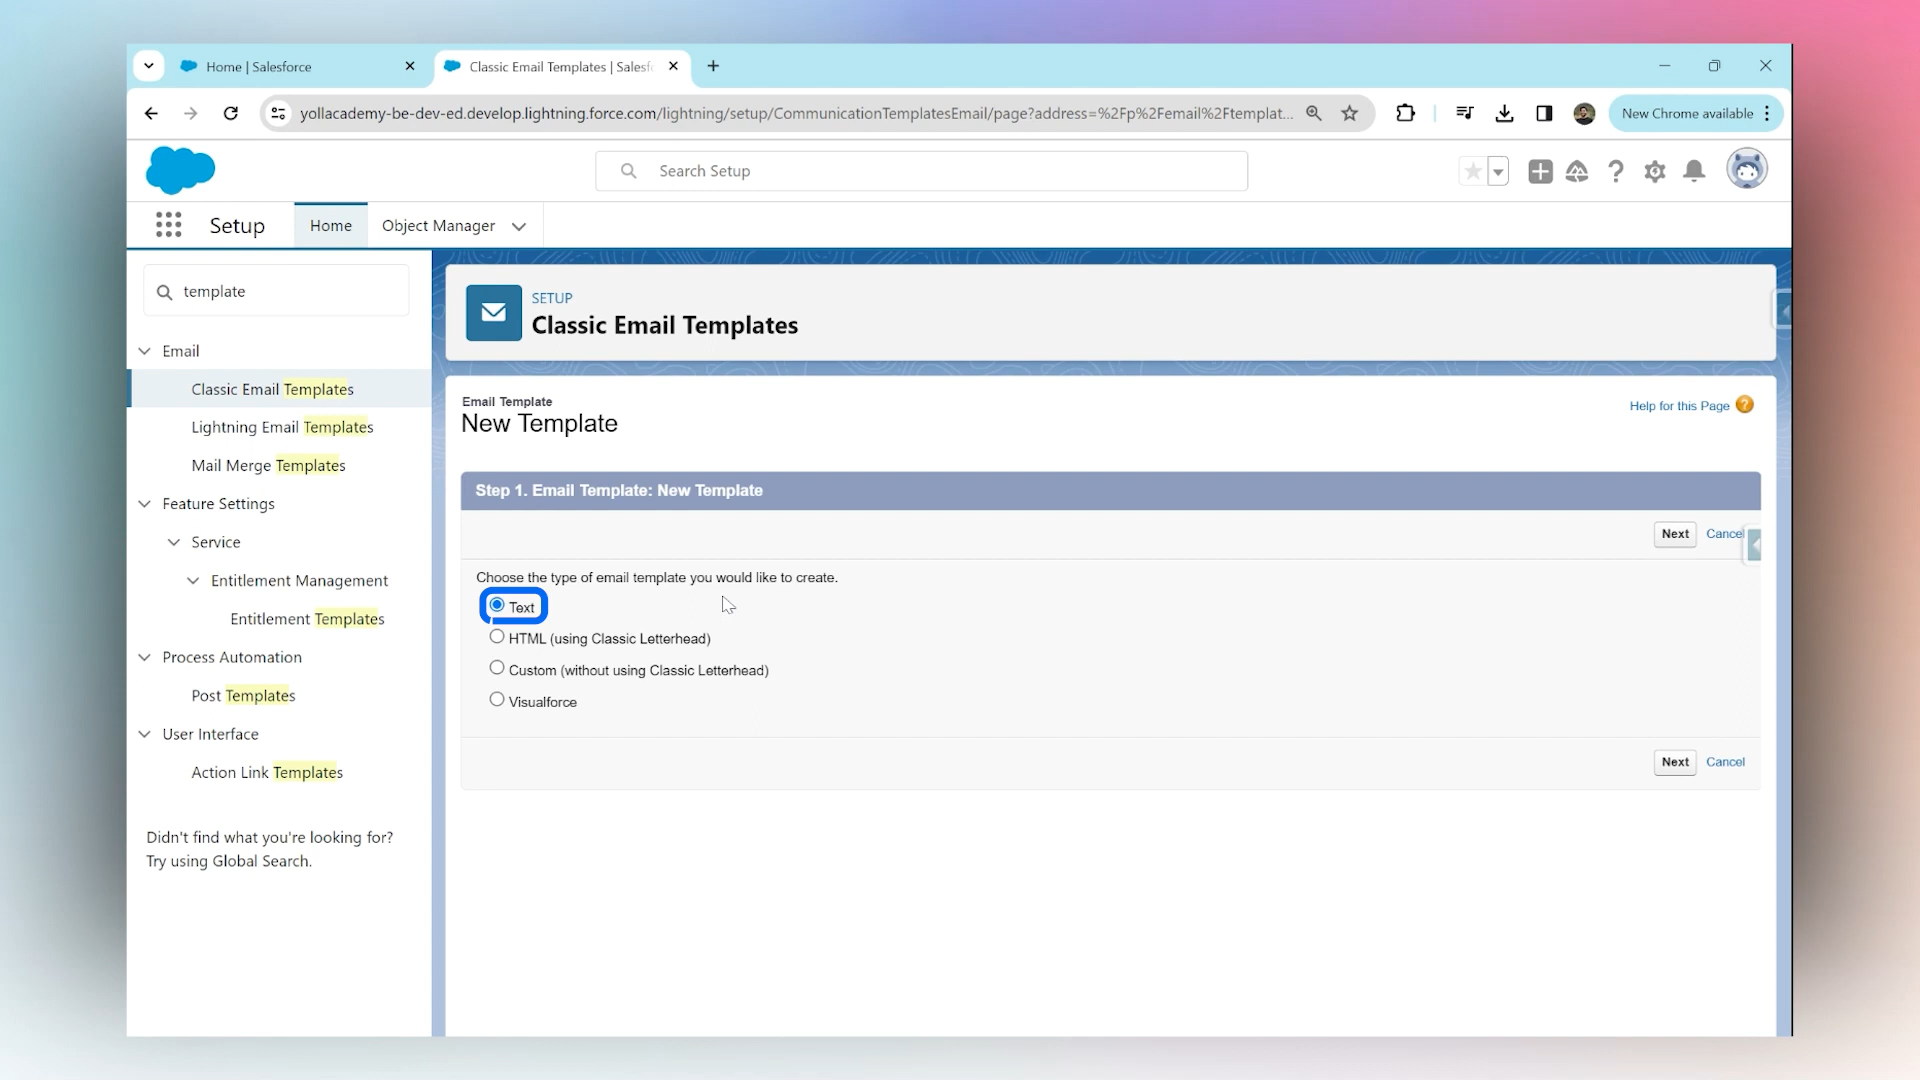 Home | Salesforce
Classic Email Templates | Salesf
yollacademy-be-dev-ed.develop.lightning.force.com/lightning/setup/CommunicationTemplatesEmail/page?address=%2Fp%2Femail%2Ftemplat...
New Chrome available
Search Setup
Setup
Home
Object Manager
template
Email
Classic Email Templates
Lightning Email Templates
Mail Merge Templates
Feature Settings
Service
Entitlement Management
Entitlement Templates
Process Automation
Post Templates
User Interface
Action Link Templates
Didn't find what you're looking for?
Try using Global Search.
SETUP
Classic Email Templates
Email Template
New Template
Help for this Page ?
Step 1. Email Template: New Template
Next Cancel
Choose the type of email template you would like to create.
Text
HTML (using Classic Letterhead)
Custom (without using Classic Letterhead)
Visualforce
Next Cancel